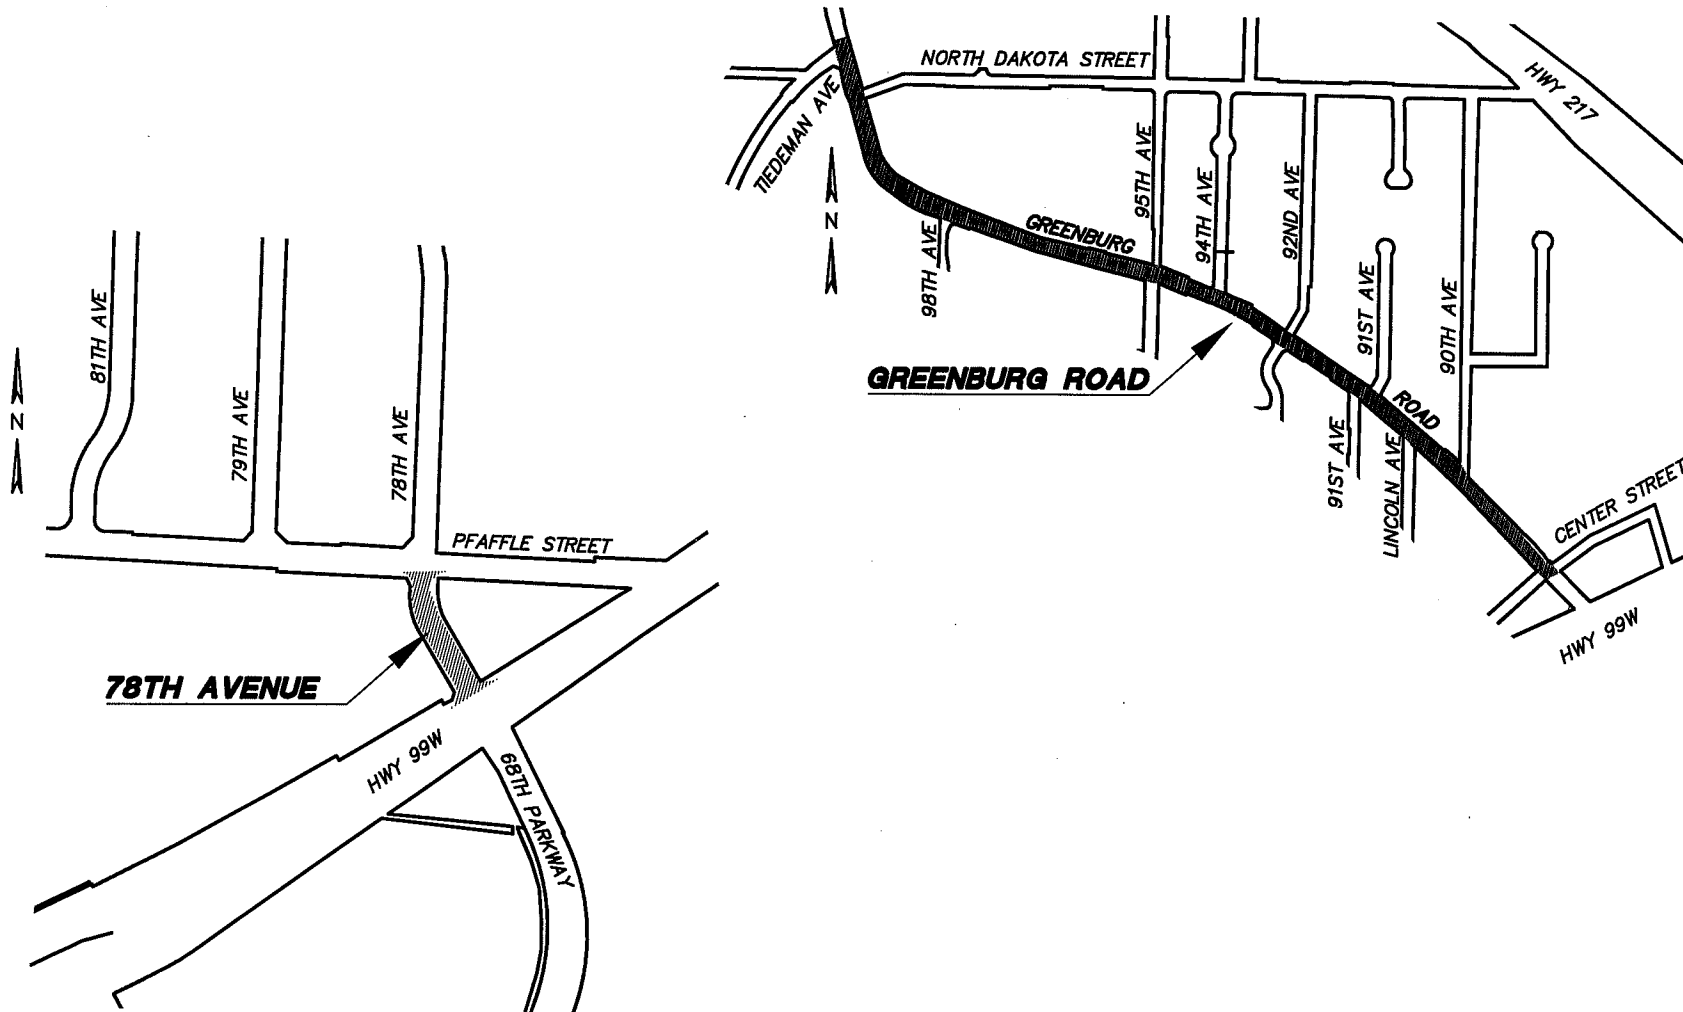 NORTH DAKOTA STREET
HWY 217
TIEDEMAN AVE
N
98TH AVE
GREENBURG
95TH AVE
94TH AVE
92ND AVE
91ST AVE
90TH AVE
GREENBURG ROAD
ROAD
91ST AVE
LINCOLN AVE
CENTER STREET
HWY 99W
N
81TH AVE
79TH AVE
78TH AVE
PFAFFLE STREET
78TH AVENUE
HWY 99W
68TH PARKWAY